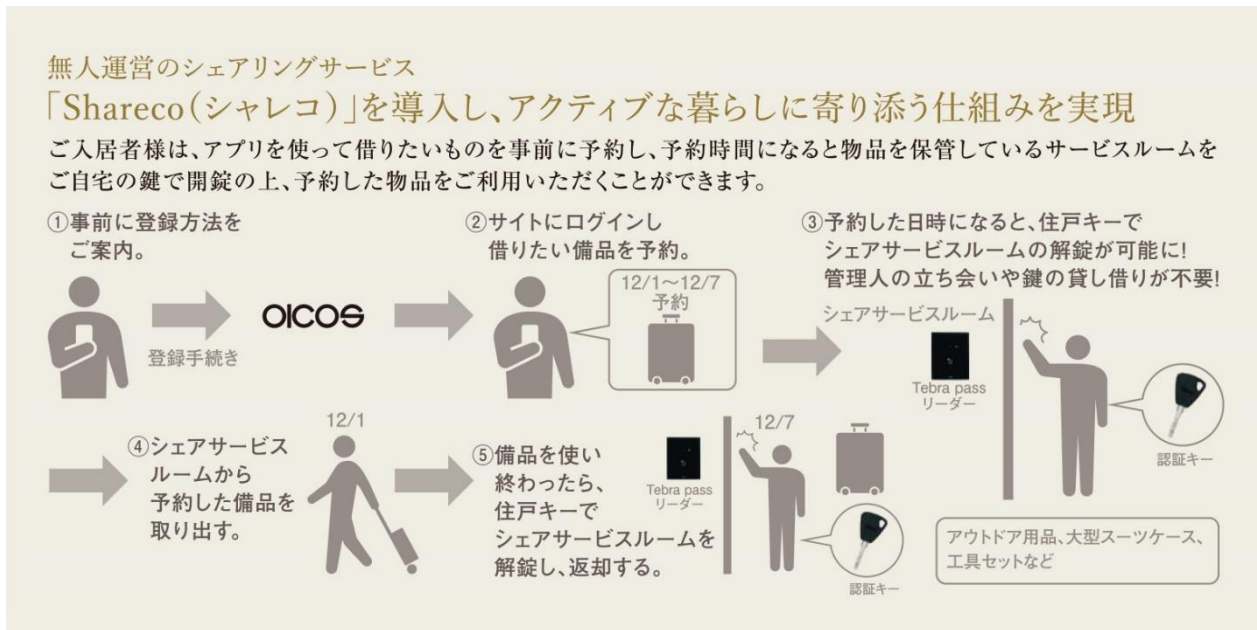 無人運営のシェアリングサービス
「Shareco(シャレコ)」を導入し、アクティブな暮らしに寄り添う仕組みを実現
ご入居者様は、アプリを使って借りたいものを事前に予約し、予約時間になると物品を保管しているサービスルームを
ご自宅の鍵で開錠の上、予約した物品をご利用いただくことができます。
①事前に登録方法を
ご案内。
登録手続き
OICOS
②サイトにログインし
借りたい備品を予約。
12/1〜12/7
予約
③予約した日時になると、住戸キーで
シェアサービスルームの解錠が可能に!
管理人の立ち会いや鍵の貸し借りが不要!
シェアサービスルーム
Tebra pass
リーダー
認証キー
④シェアサービス
ルームから
予約した備品を
取り出す。
12/1
⑤備品を使い
終わったら、
住戸キーで
シェアサービスルームを
解錠し、返却する。
Tebra pass
リーダー
12/7
認証キー
アウトドア用品、大型スーツケース、
工具セットなど